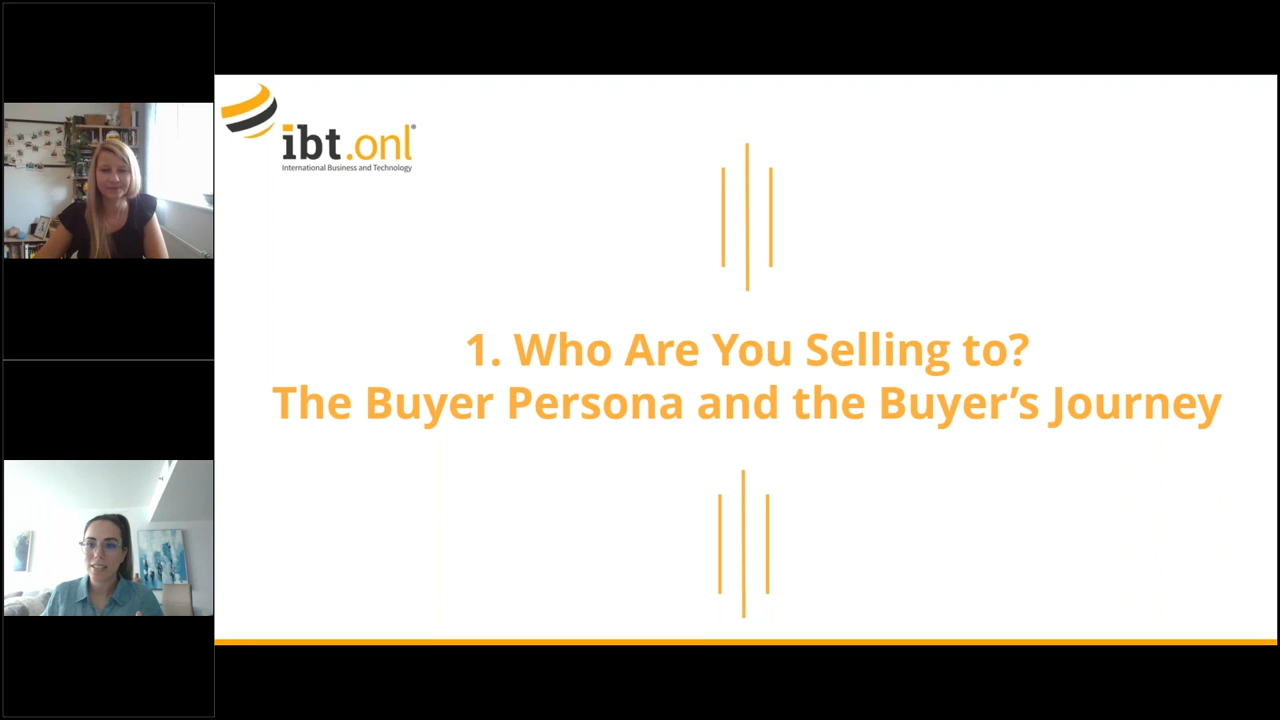 ibt.onl®
International Business and Technology
1. Who Are You Selling to?
The Buyer Persona and the Buyer’s Journey